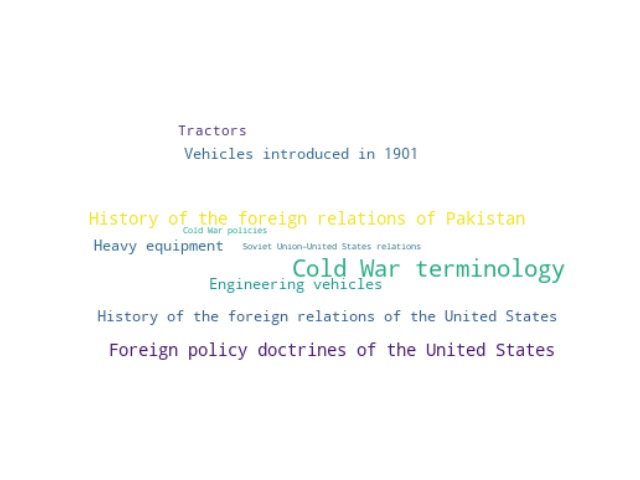 Tractors
Vehicles introduced in 1901
History of the foreign relations of Pakistan
Cold War policies
Heavy equipment
Soviet Union–United States relations
Cold War terminology
Engineering vehicles
History of the foreign relations of the United States
Foreign policy doctrines of the United States